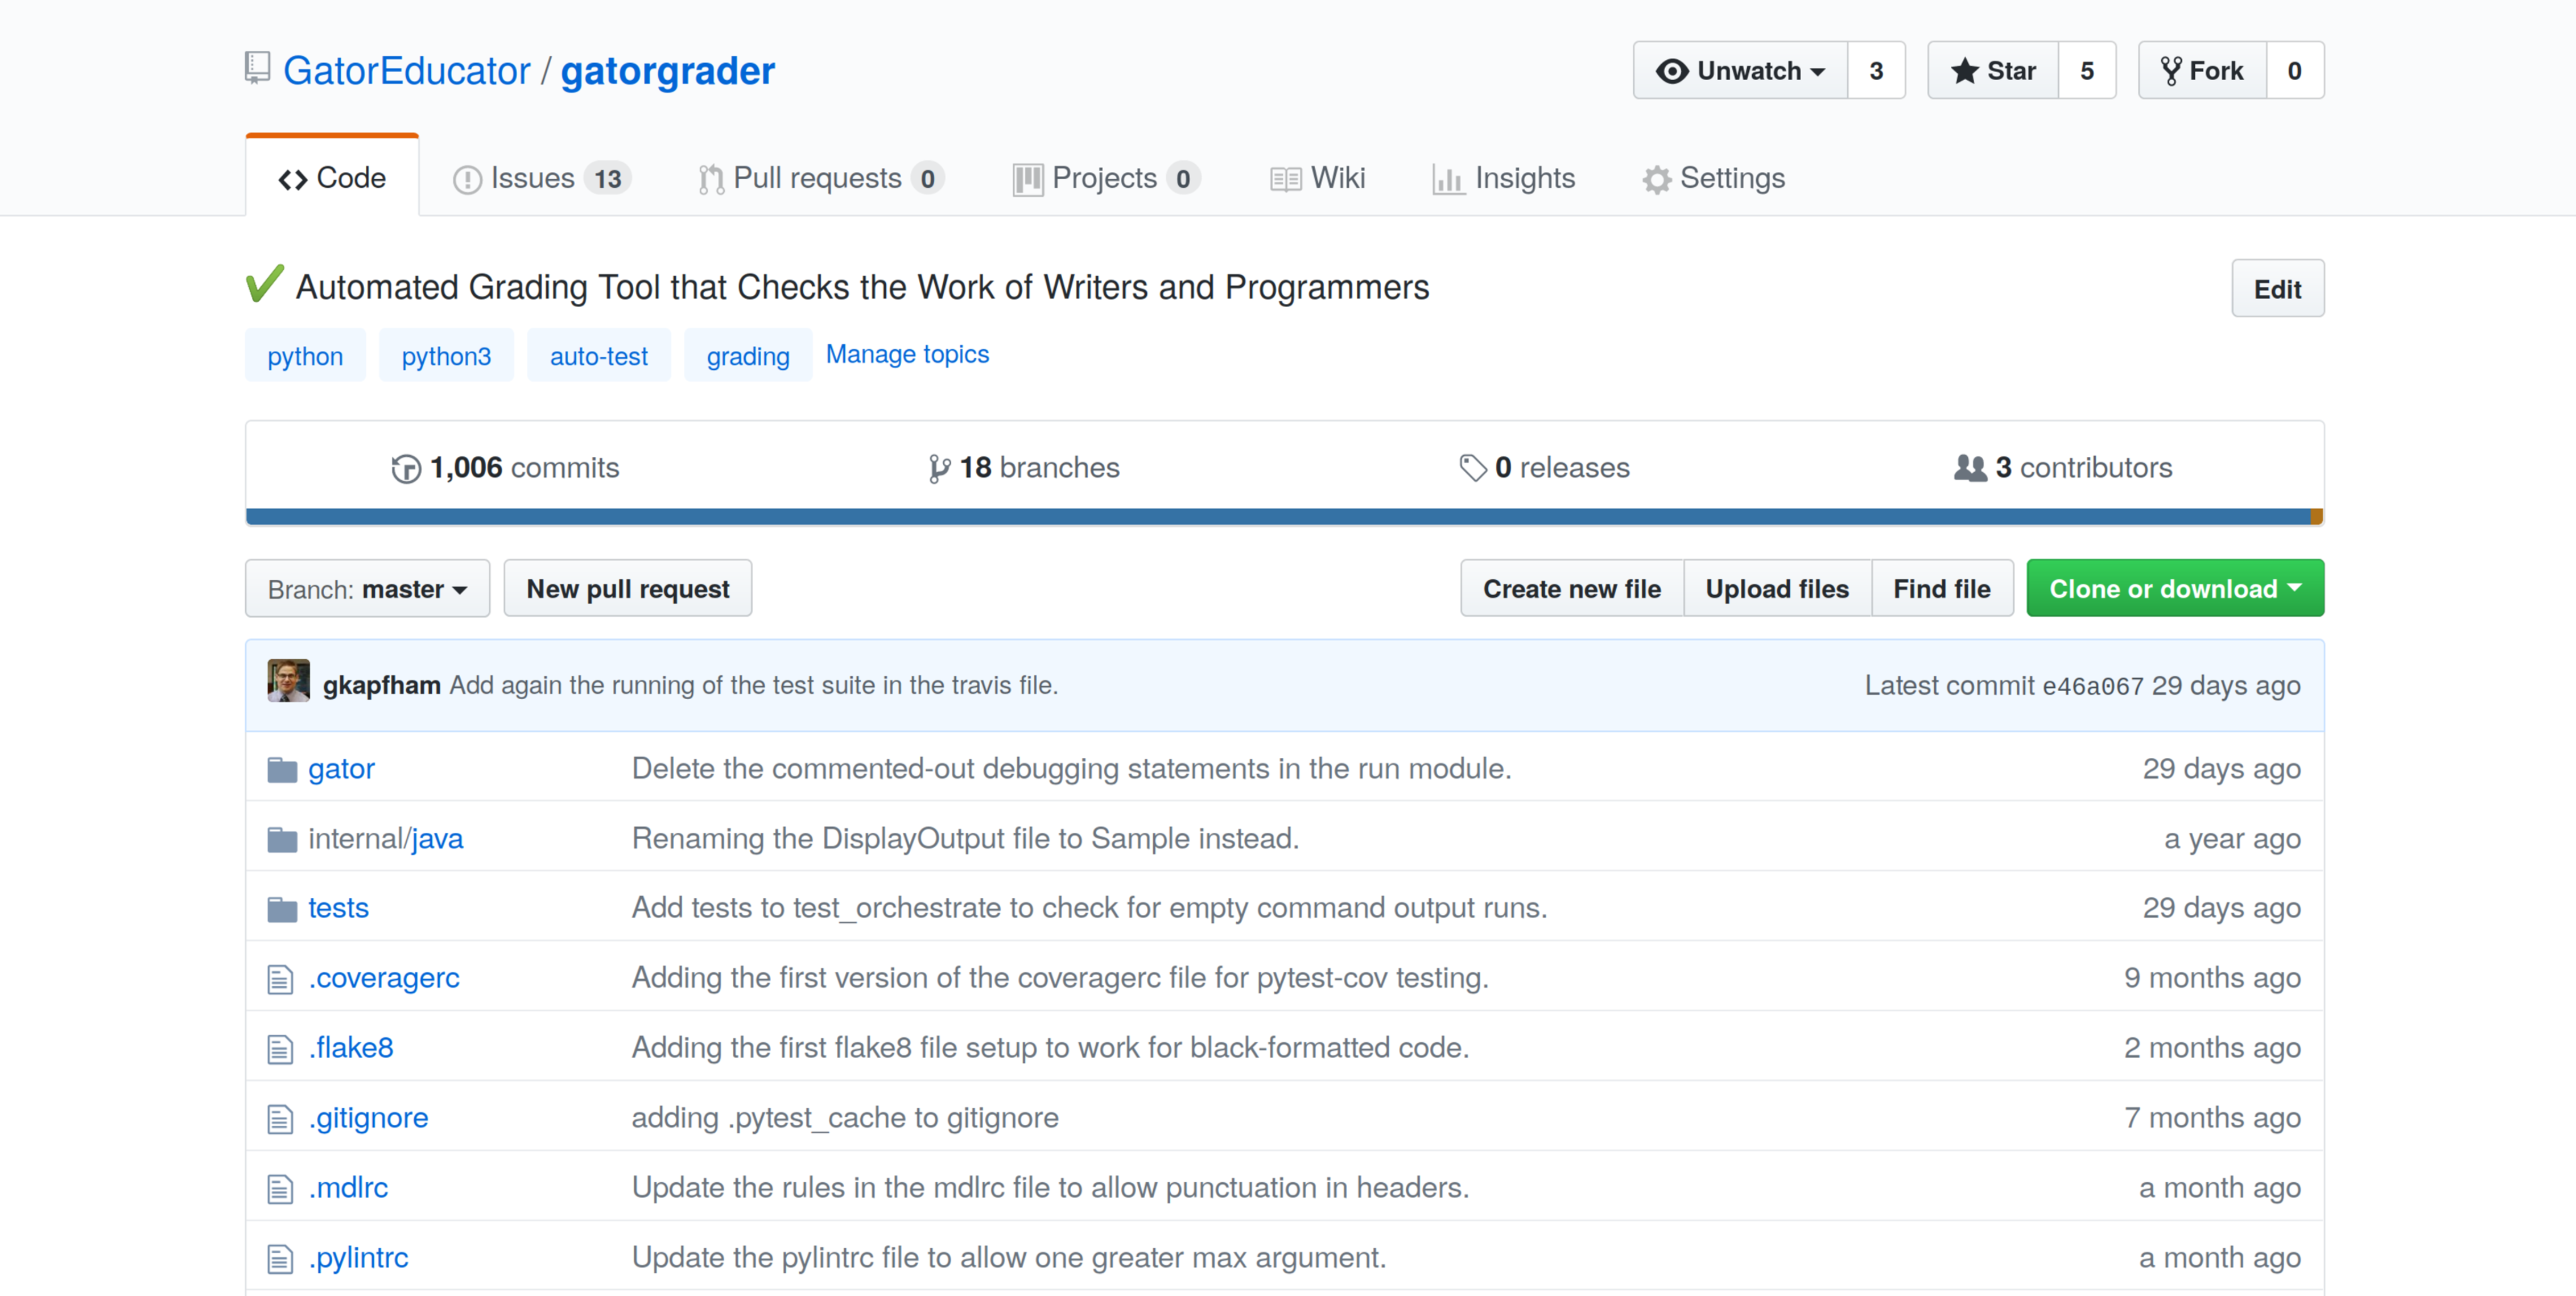 GatorEducator / gatorgrader
Unwatch 3 Star 5 Fork 0
Code Issues 13 Pull requests 0 Projects 0 Wiki Insights Settings
Automated Grading Tool that Checks the Work of Writers and Programmers Edit
python python3 auto-test grading Manage topics
1,006 commits 18 branches 0 releases 3 contributors
Branch: master New pull request Create new file Upload files Find file Clone or download
gkapfham Add again the running of the test suite in the travis file. Latest commit e46a067 29 days ago
gator Delete the commented-out debugging statements in the run module. 29 days ago
internal/java Renaming the DisplayOutput file to Sample instead. a year ago
tests Add tests to test_orchestrate to check for empty command output runs. 29 days ago
.coveragerc Adding the first version of the coveragerc file for pytest-cov testing. 9 months ago
.flake8 Adding the first flake8 file setup to work for black-formatted code. 2 months ago
.gitignore adding .pytest_cache to gitignore 7 months ago
.mdlrc Update the rules in the mdlrc file to allow punctuation in headers. a month ago
.pylintrc Update the pylintrc file to allow one greater max argument. a month ago